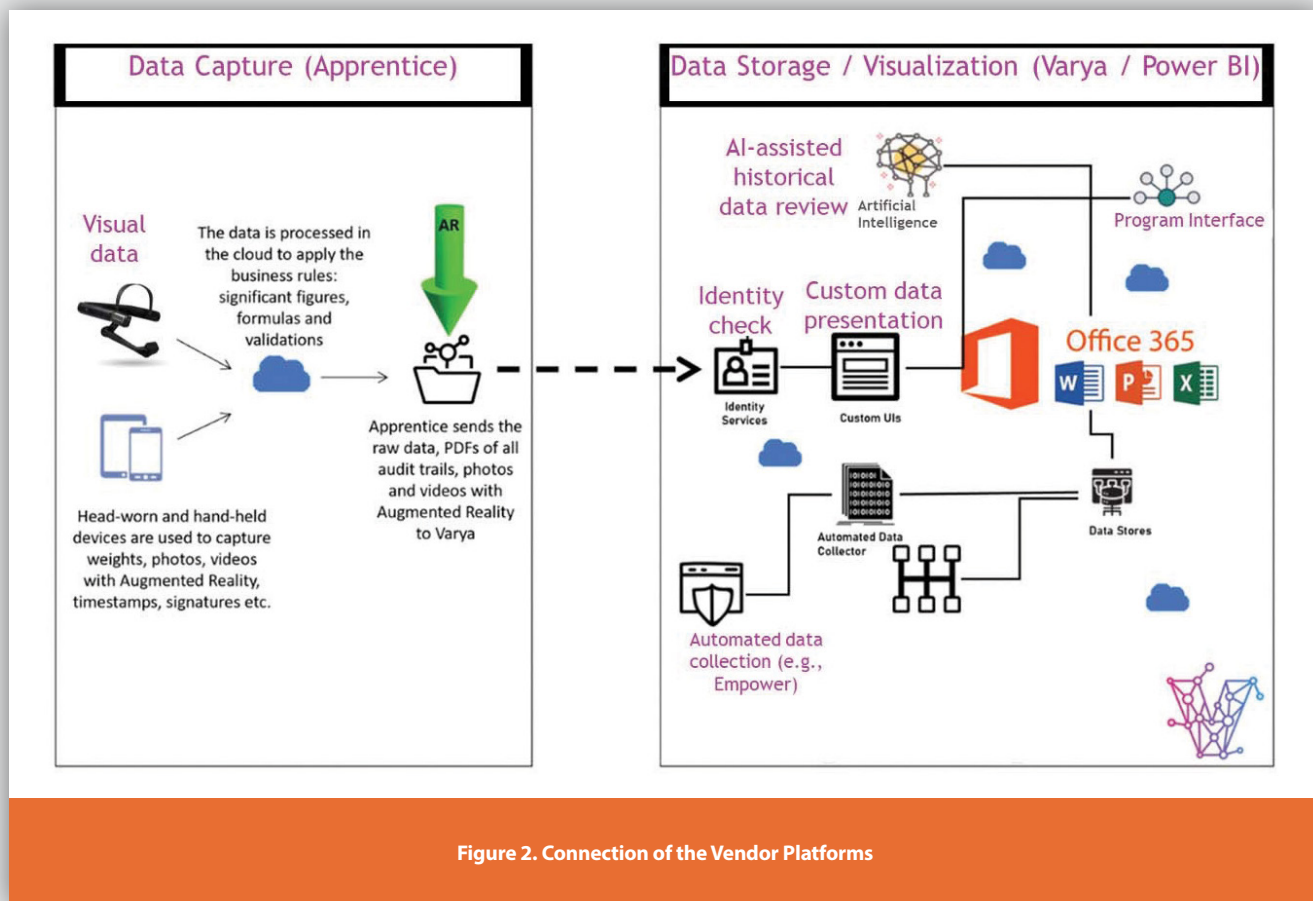 Data Capture (Apprentice)
Visual
data
The data is processed in
the cloud to apply the
business rules:
significant figures,
formulas and
validations
AR
Apprentice sends the
raw data, PDFs of all
audit trails, photos
and videos with
Augmented Reality
to Varya
Head-worn and hand-held
devices are used to capture
weights, photos, videos
with Augmented Reality,
timestamps, signatures etc.
Data Storage / Visualization (Varya / Power BI)
AI-assisted
historical
data review
Artificial
Intelligence
Program Interface
Identity
check
Custom data
presentation
Identity
Services
Custom UIs
Office 365
W
P
X
Automated Data
Collector
Data Stores
Automated data
collection (e.g.,
Empower)
Figure 2. Connection of the Vendor Platforms